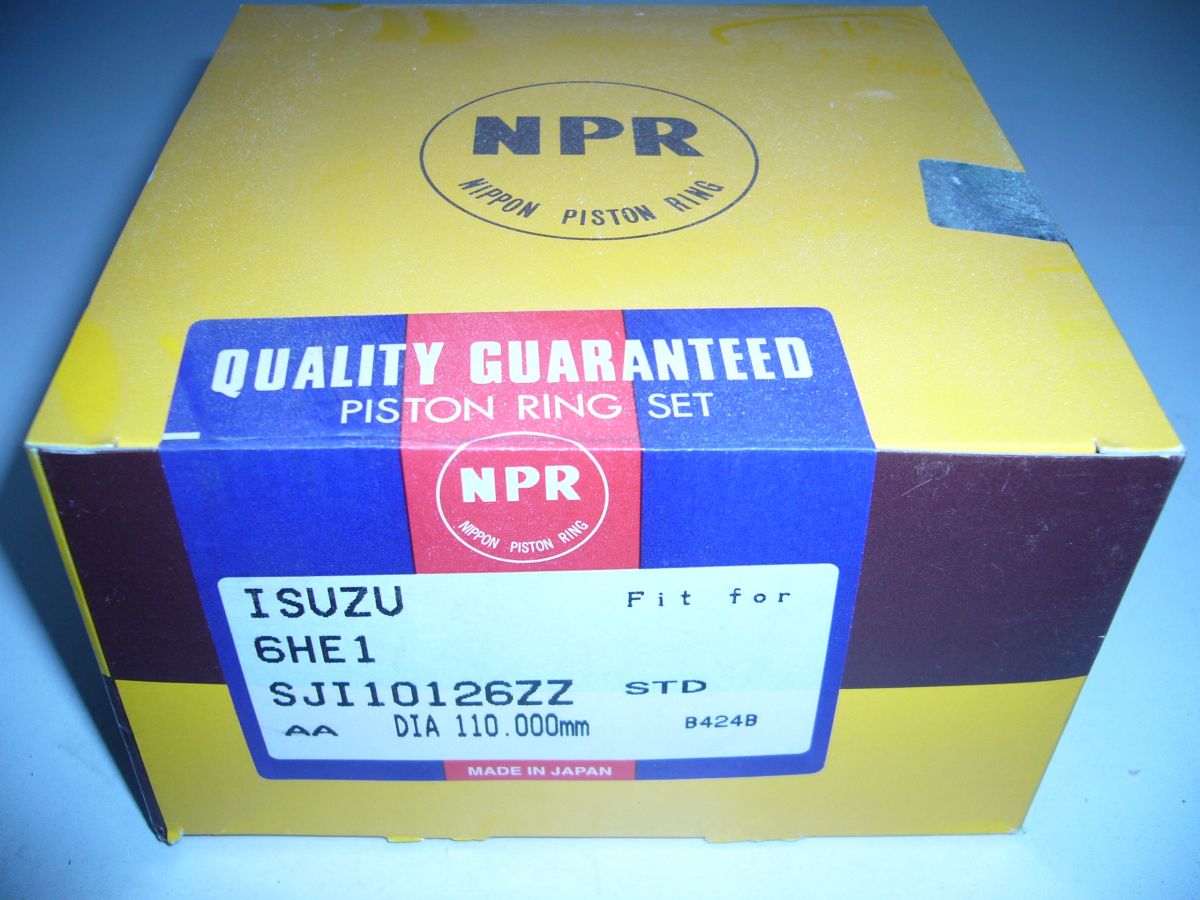 NPR
NIPPON PISTON RING
QUALITY GUARANTEED
PISTON RING SET
NPR
NIPPON PISTON RING
ISUZU Fit for
6HE1
SJI10126ZZ STD
AA DIA 110.000mm B424B
MADE IN JAPAN